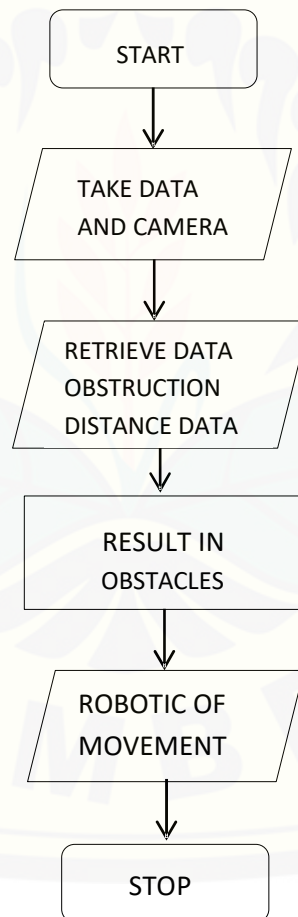 START
TAKE DATA
AND CAMERA
RETRIEVE DATA
OBSTRUCTION
DISTANCE DATA
RESULT IN
OBSTACLES
ROBOTIC OF
MOVEMENT
STOP